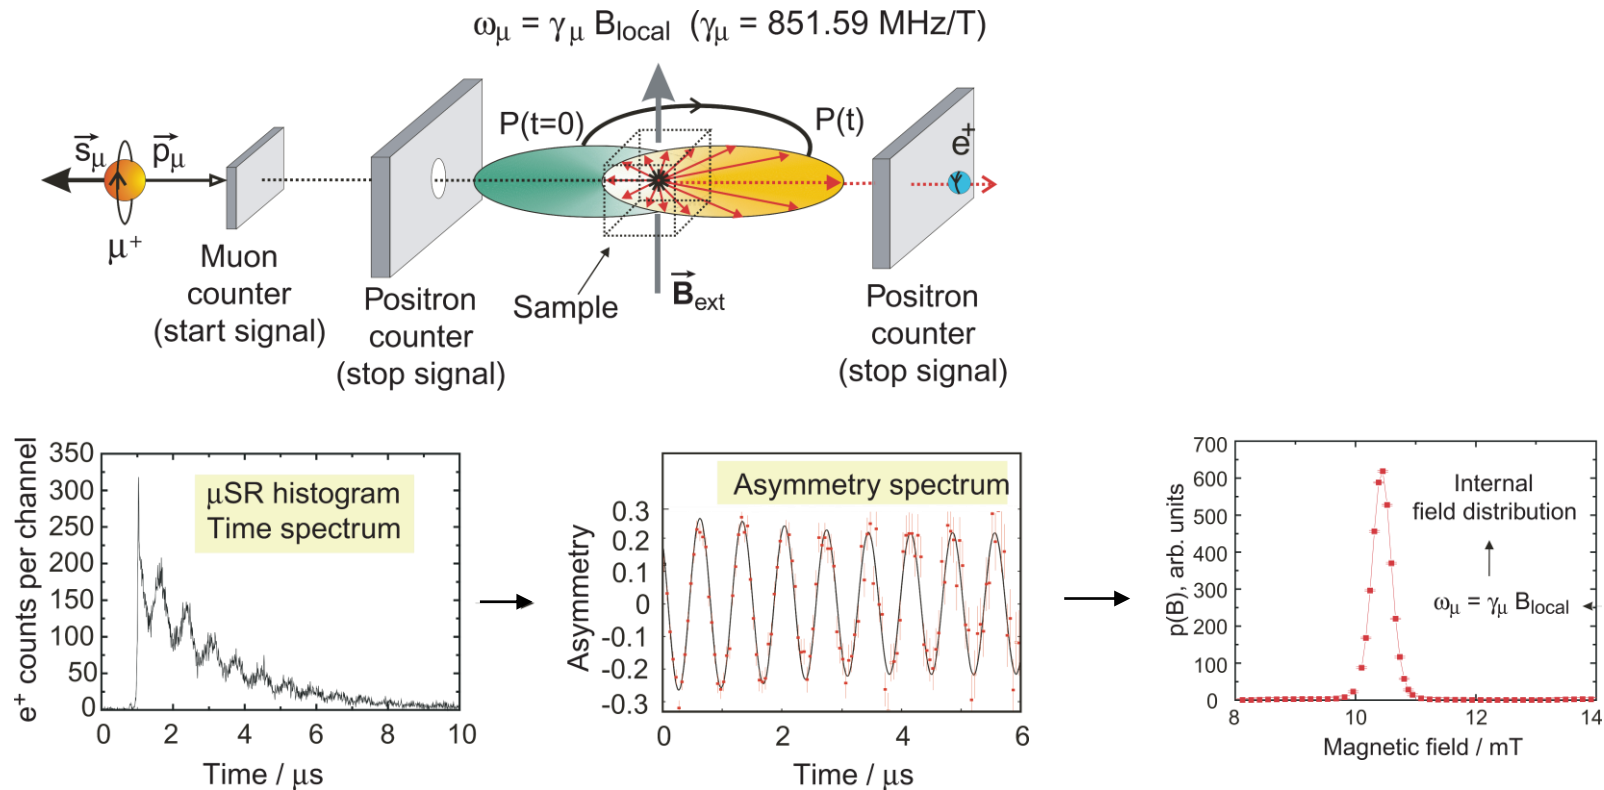 ωμ = γμ Blocal (γμ = 851.59 MHz/T)
P(t=0)
P(t)
e+
sμ pμ
μ+
Muon
counter
(start signal)
Positron
counter
(stop signal)
Sample
Bext
Positron
counter
(stop signal)
e+ counts per channel
350
300
250
200
150
100
50
0
μSR histogram
Time spectrum
0 2 4 6 8 10
Time / μs
Asymmetry spectrum
Asymmetry
0.3
0.2
0.1
0
-0.1
-0.2
-0.3
0 2 4 6
Time / μs
p(B), arb. units
700
600
500
400
300
200
100
0
Internal
field distribution
ωμ = γμ Blocal
8 10 12 14
Magnetic field / mT